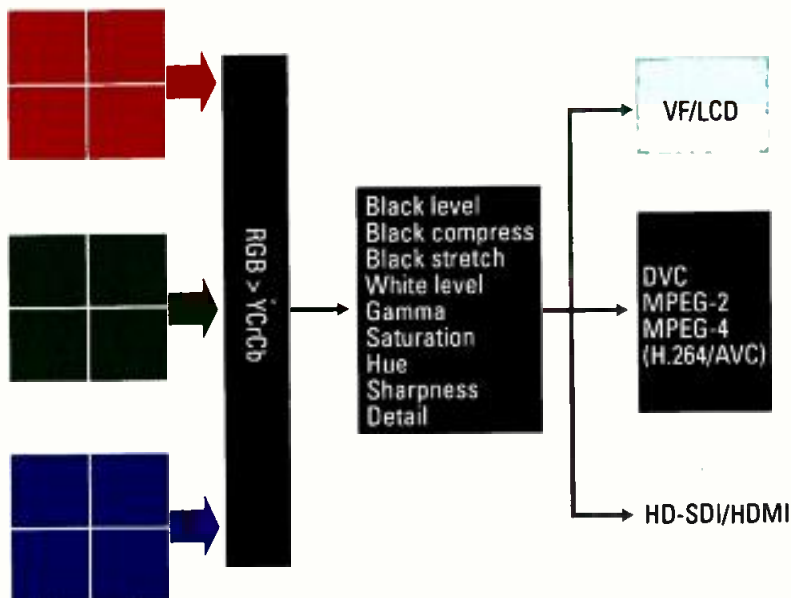 RGB > YCrCb
Black level
Black compress
Black stretch
White level
Gamma
Saturation
Hue
Sharpness
Detail
VF/LCD
DVC
MPEG-2
MPEG-4
(H.264/AVC)
HD-SDI/HDMI